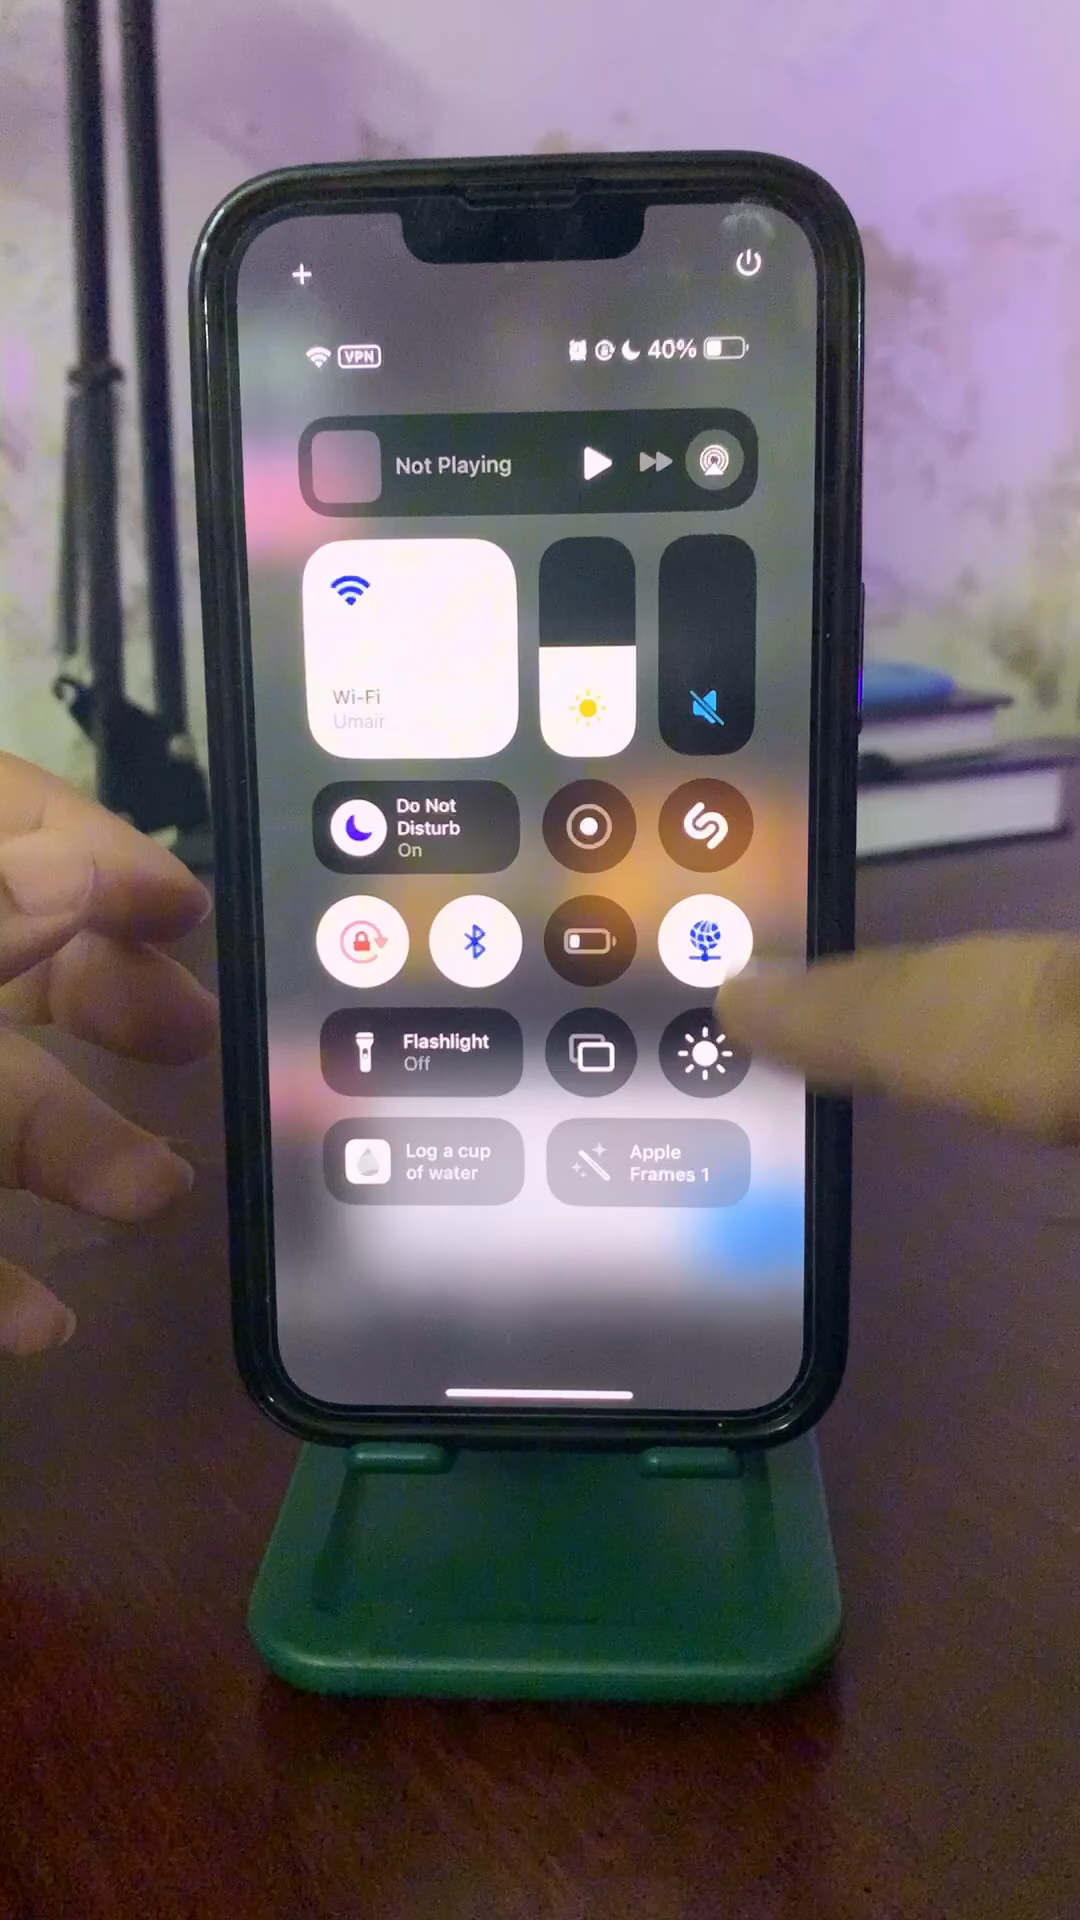 VPN
40%
Not Playing
Wi-Fi
Umair
Do Not
Disturb
On
Flashlight
Off
Log a cup
of water
Apple
Frames 1